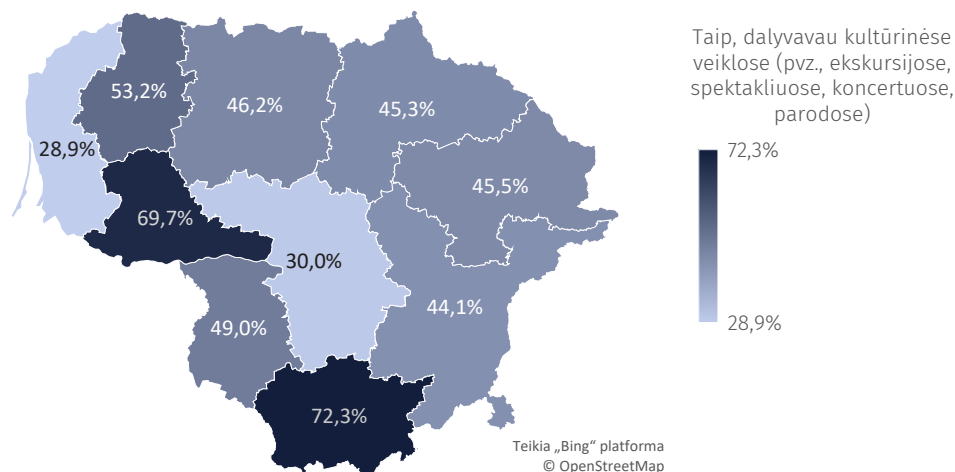 Taip, dalyvavau kultūrinėse
veiklose (pvz., ekskursijose,
spektakliuose, koncertuose,
parodose)
72,3%
28,9%
53,2%
46,2%
45,3%
28,9%
45,5%
69,7%
30,0%
44,1%
49,0%
72,3%
Teikia „Bing“ platforma
© OpenStreetMap